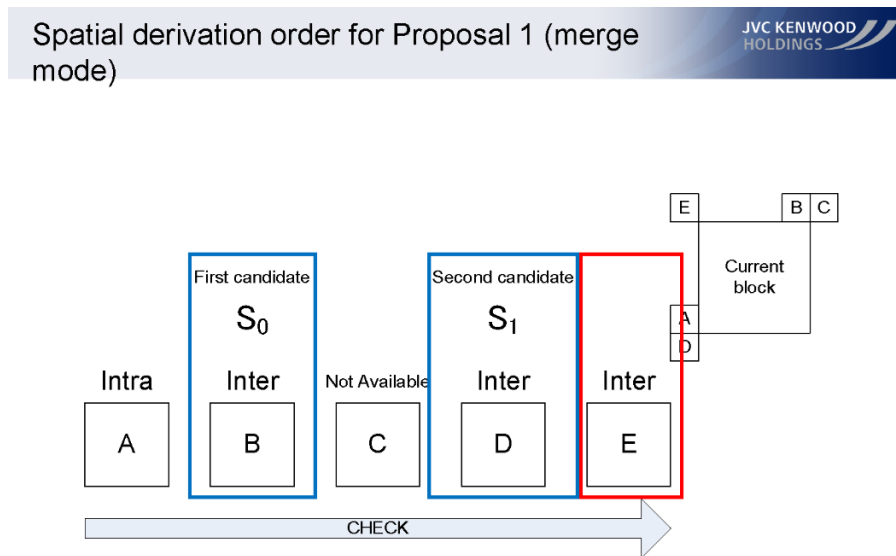 Spatial derivation order for Proposal 1 (merge
mode)
JVC KENWOOD
HOLDINGS
E
B C
Current
block
A
D
First candidate
S₀
Second candidate
S₁
Intra
Inter
Not Available
Inter
Inter
A
B
C
D
E
CHECK